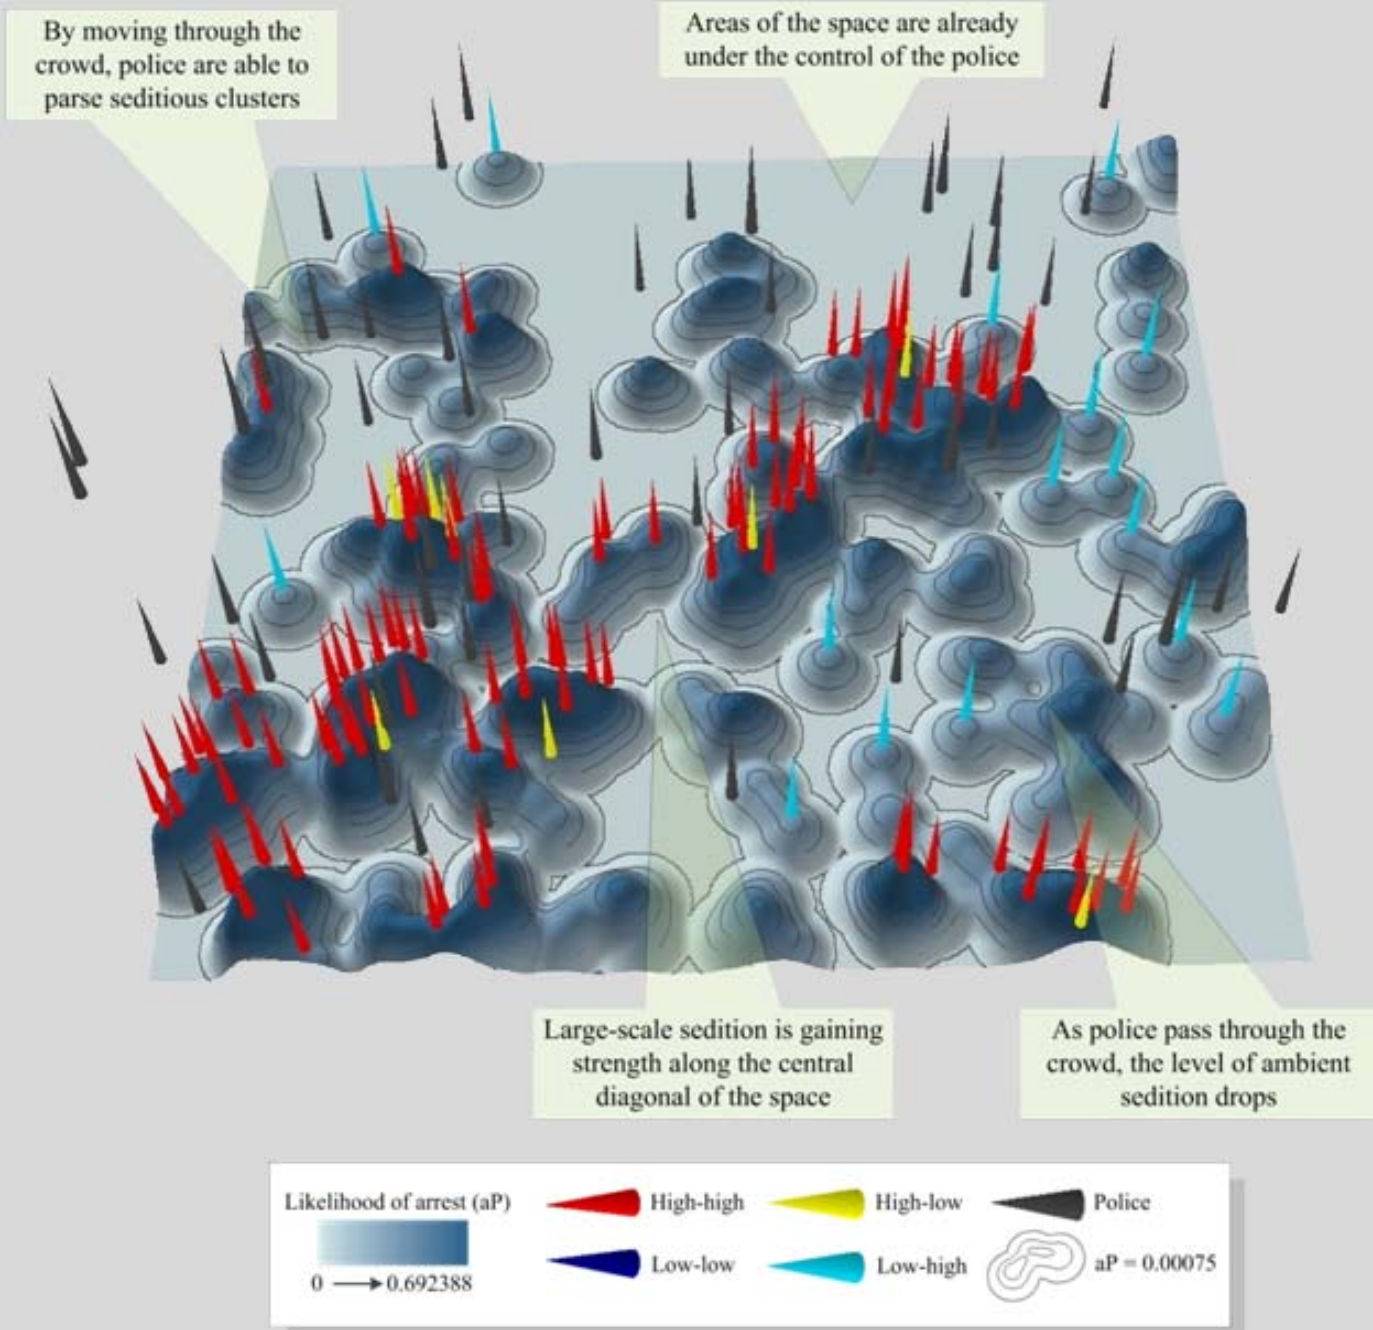 By moving through the
crowd, police are able to
parse seditious clusters
Areas of the space are already
under the control of the police
Large-scale sedition is gaining
strength along the central
diagonal of the space
As police pass through the
crowd, the level of ambient
sedition drops
Likelihood of arrest (aP)
0 → 0.692388
High-high
High-low
Police
Low-low
Low-high
aP = 0.00075